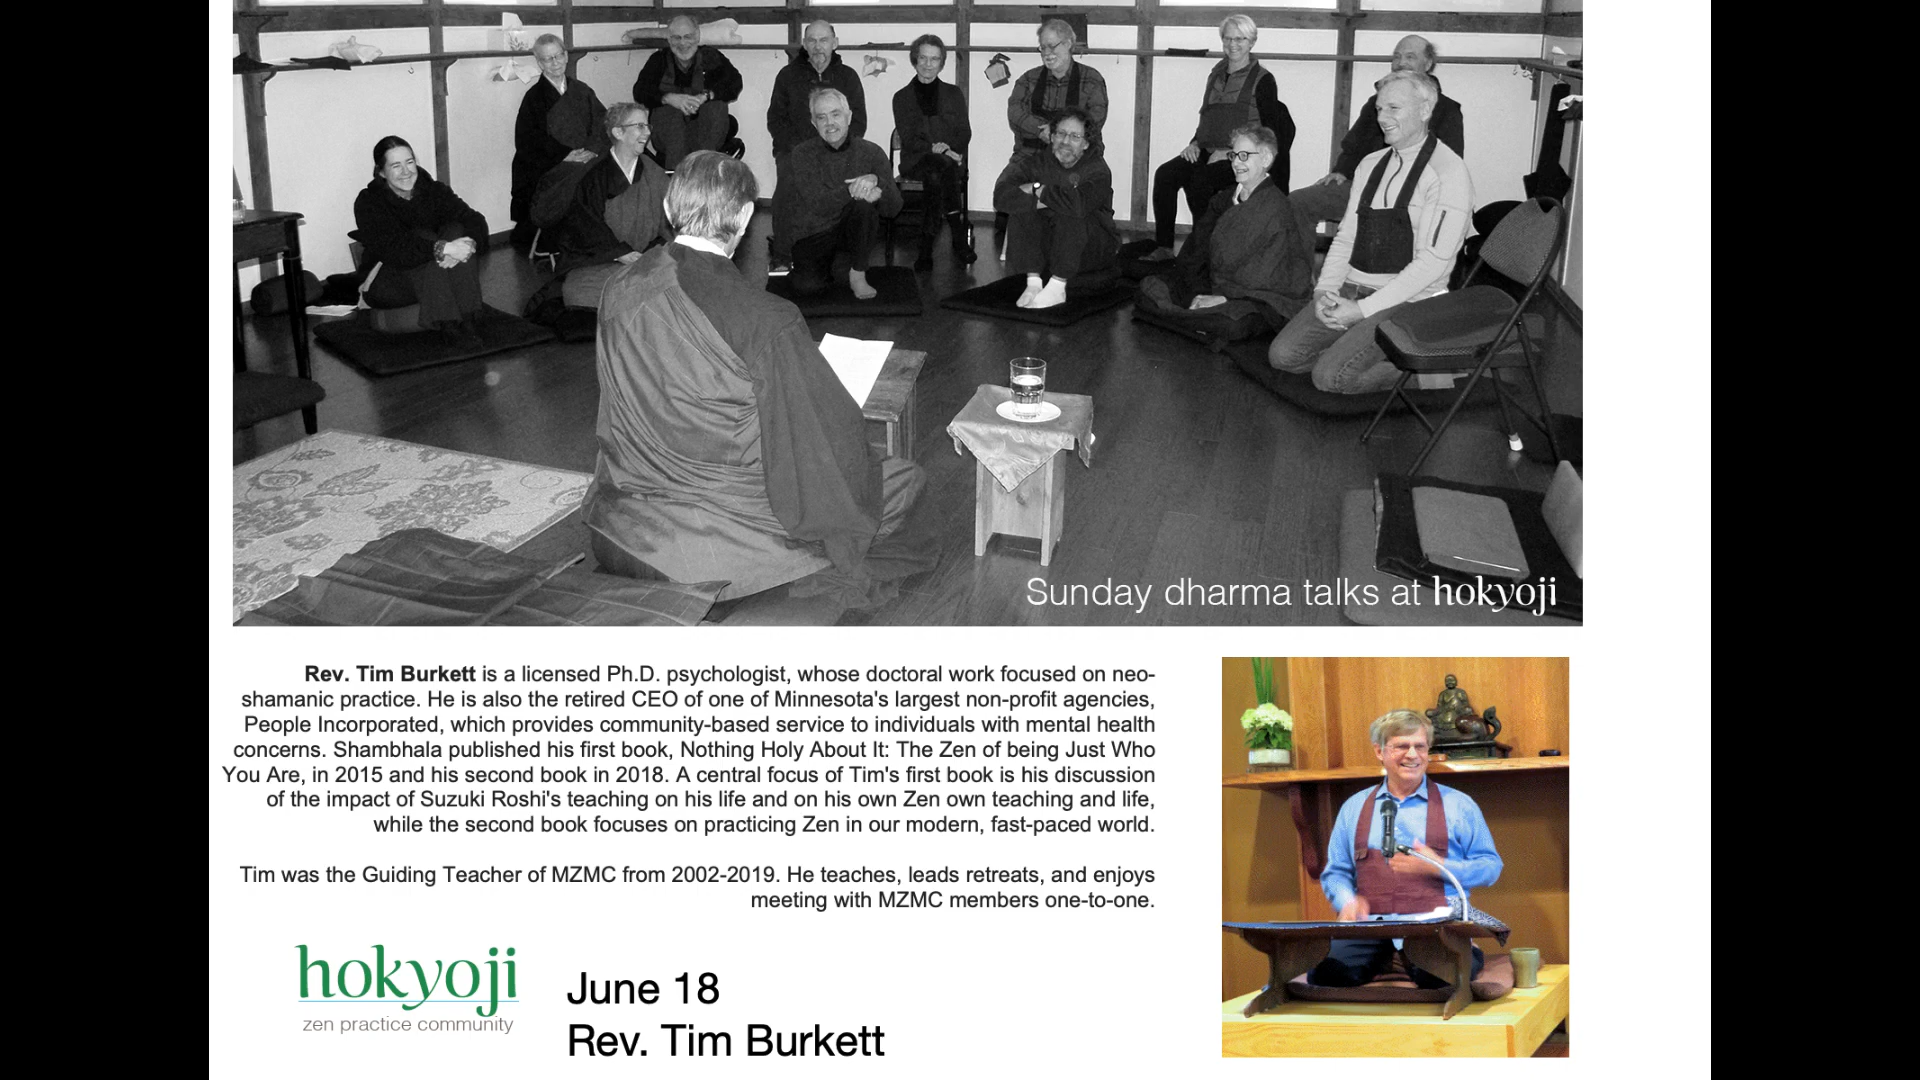 Sunday dharma talks at hokyoji
Rev. Tim Burkett is a licensed Ph.D. psychologist, whose doctoral work focused on neo-
shamanic practice. He is also the retired CEO of one of Minnesota's largest non-profit agencies,
People Incorporated, which provides community-based service to individuals with mental health
concerns. Shambhala published his first book, Nothing Holy About It: The Zen of being Just Who
You Are, in 2015 and his second book in 2018. A central focus of Tim's first book is his discussion
of the impact of Suzuki Roshi's teaching on his life and on his own Zen own teaching and life,
while the second book focuses on practicing Zen in our modern, fast-paced world.
Tim was the Guiding Teacher of MZMC from 2002-2019. He teaches, leads retreats, and enjoys
meeting with MZMC members one-to-one.
hokyoji
zen practice community
June 18
Rev. Tim Burkett